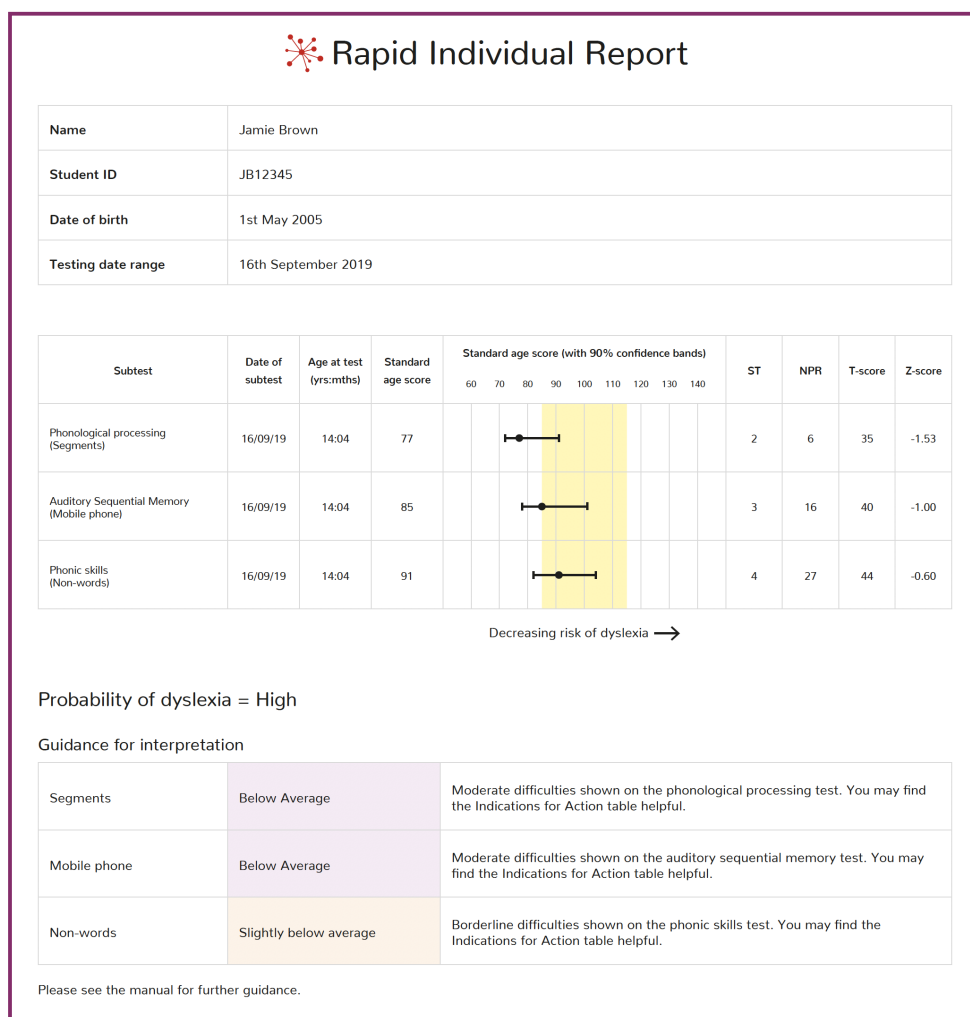 Rapid Individual Report
Name Jamie Brown
Student ID JB12345
Date of birth 1st May 2005
Testing date range 16th September 2019
Subtest Date of subtest Age at test (yrs:mths) Standard age score Standard age score (with 90% confidence bands) ST NPR T-score Z-score
60 70 80 90 100 110 120 130 140
Phonological processing
(Segments) 16/09/19 14:04 77 2 6 35 -1.53
Auditory Sequential Memory
(Mobile phone) 16/09/19 14:04 85 3 16 40 -1.00
Phonic skills
(Non-words) 16/09/19 14:04 91 4 27 44 -0.60
Decreasing risk of dyslexia
Probability of dyslexia = High
Guidance for interpretation
Segments Below Average Moderate difficulties shown on the phonological processing test. You may find
the Indications for Action table helpful.
Mobile phone Below Average Moderate difficulties shown on the auditory sequential memory test. You may
find the Indications for Action table helpful.
Non-words Slightly below average Borderline difficulties shown on the phonic skills test. You may find the
Indications for Action table helpful.
Please see the manual for further guidance.